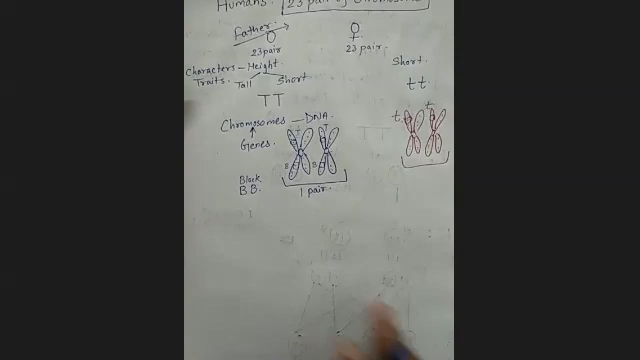 Humans. 23 pair of Chromosome
Father.
23 pair
23 pair
Characters - Height
Traits.
Tall
Short
TT
Short.
tt
Chromosomes - DNA.
Genes.
T
T
B
B
t
t
Black
B.B.
1 pair.